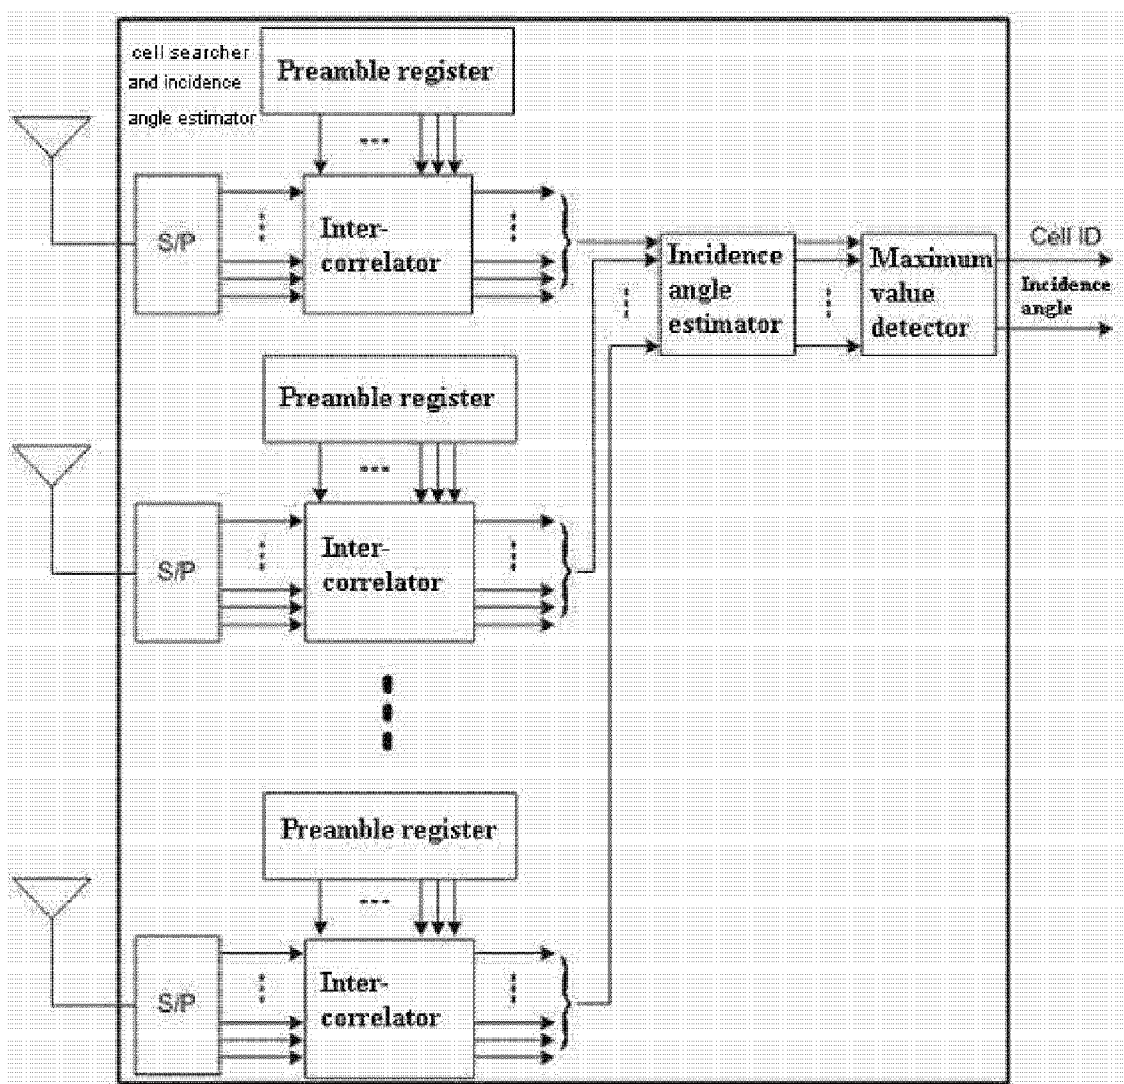 cell searcher
and incidence
angle estimator
Preamble register
S/P
Inter-
correlator
Incidence
angle
estimator
Maximum
value
detector
Cell ID
Incidence
angle
Preamble register
S/P
Inter-
correlator
Preamble register
S/P
Inter-
correlator